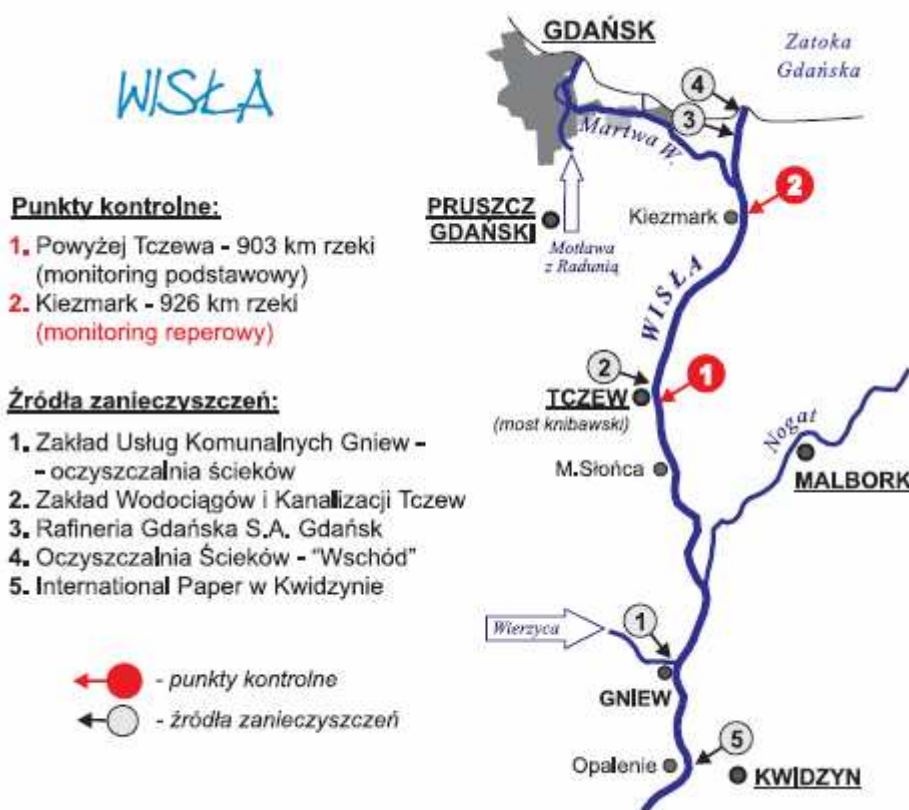 WISŁA
Punkty kontrolne:
1. Powyżej Tczewa - 903 km rzeki
(monitoring podstawowy)
2. Kiezmark - 926 km rzeki
(monitoring reperowy)
Źródła zanieczyszczeń:
1. Zakład Usług Komunalnych Gniew -
- oczyszczalnia ścieków
2. Zakład Wodociągów i Kanalizacji Tczew
3. Rafineria Gdańska S.A. Gdańsk
4. Oczyszczalnia Ścieków - "Wschód"
5. International Paper w Kwidzynie
- punkty kontrolne
- źródła zanieczyszczeń
GDAŃSK
Zatoka
Gdańska
4
3
Martwa W.
2
PRUSZCZ
GDAŃSKI
Kiezmark
Motława
z Radunią
WISŁA
2
1
TCZEW
(most knibawski)
Nogat
M.Słońca
MALBORK
Wierzyca
1
GNIEW
5
Opalenie
KWIDZYN